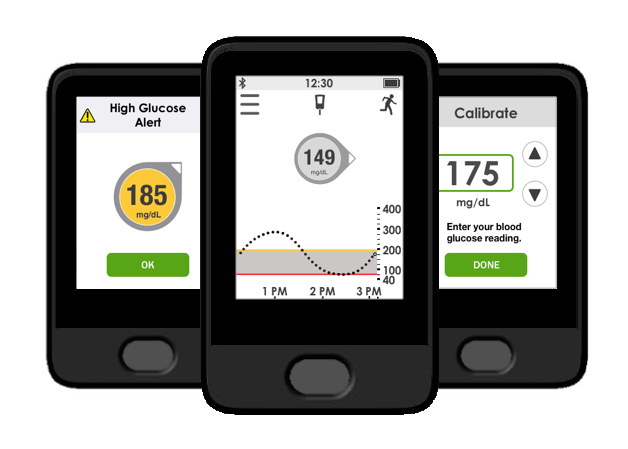 High Glucose
Alert
185
mg/dL
OK
12:30
149
mg/dL
400
300
200
100
40
1 PM
2 PM
3 PM
Calibrate
175
mg/dL
Enter your blood
glucose reading.
DONE